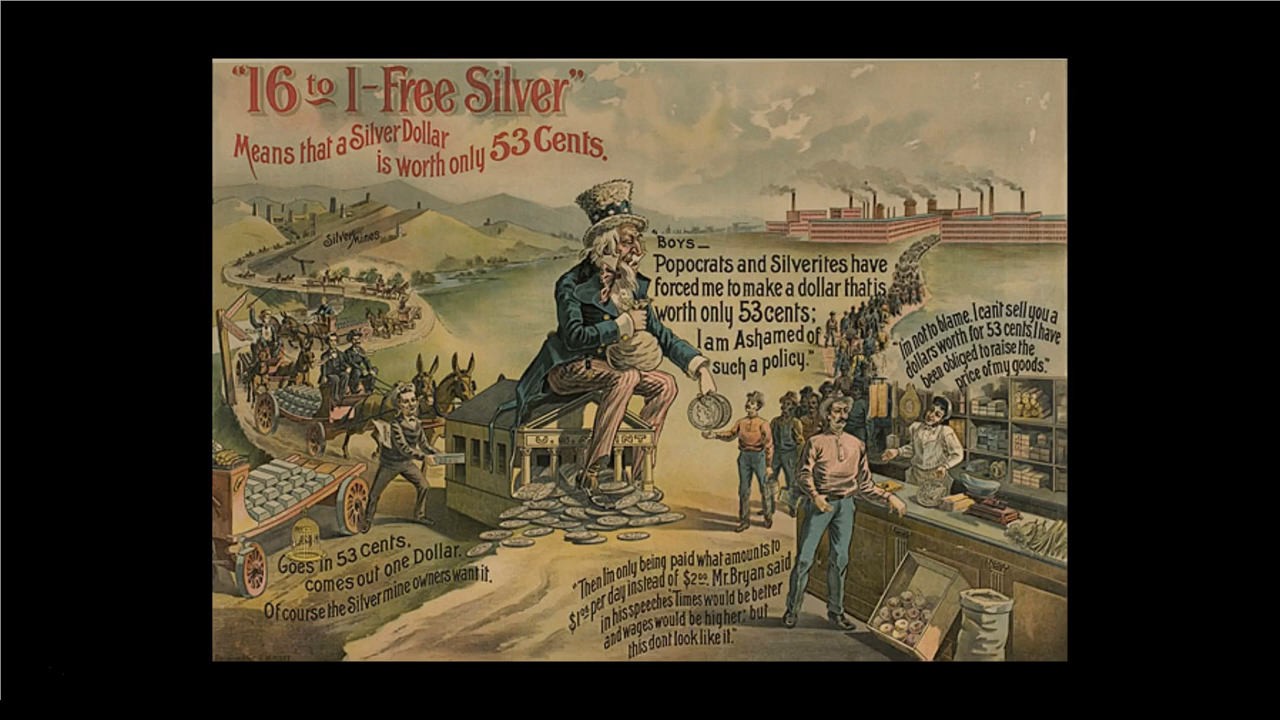 "16 to 1-Free Silver"
Means that a Silver Dollar
is worth only 53 Cents.
Silver Mines
"Boys—
"Popocrats and Silverites have
forced me to make a dollar that is
worth only 53 cents;
I am Ashamed of
such a policy."
"I'm not to blame. I can't sell you a
dollars worth for 53 cents. I have
been obliged to raise the
price of my goods."
U.S. MINT
Goes in 53 Cents.
comes out one Dollar.
Of course the Silver mine owners want it.
"Then I'm only being paid what amounts to
$1.06 per day instead of $2.00. Mr. Bryan said
in his speeches "Times would be better
and wages would be higher; but
this dont look like it."